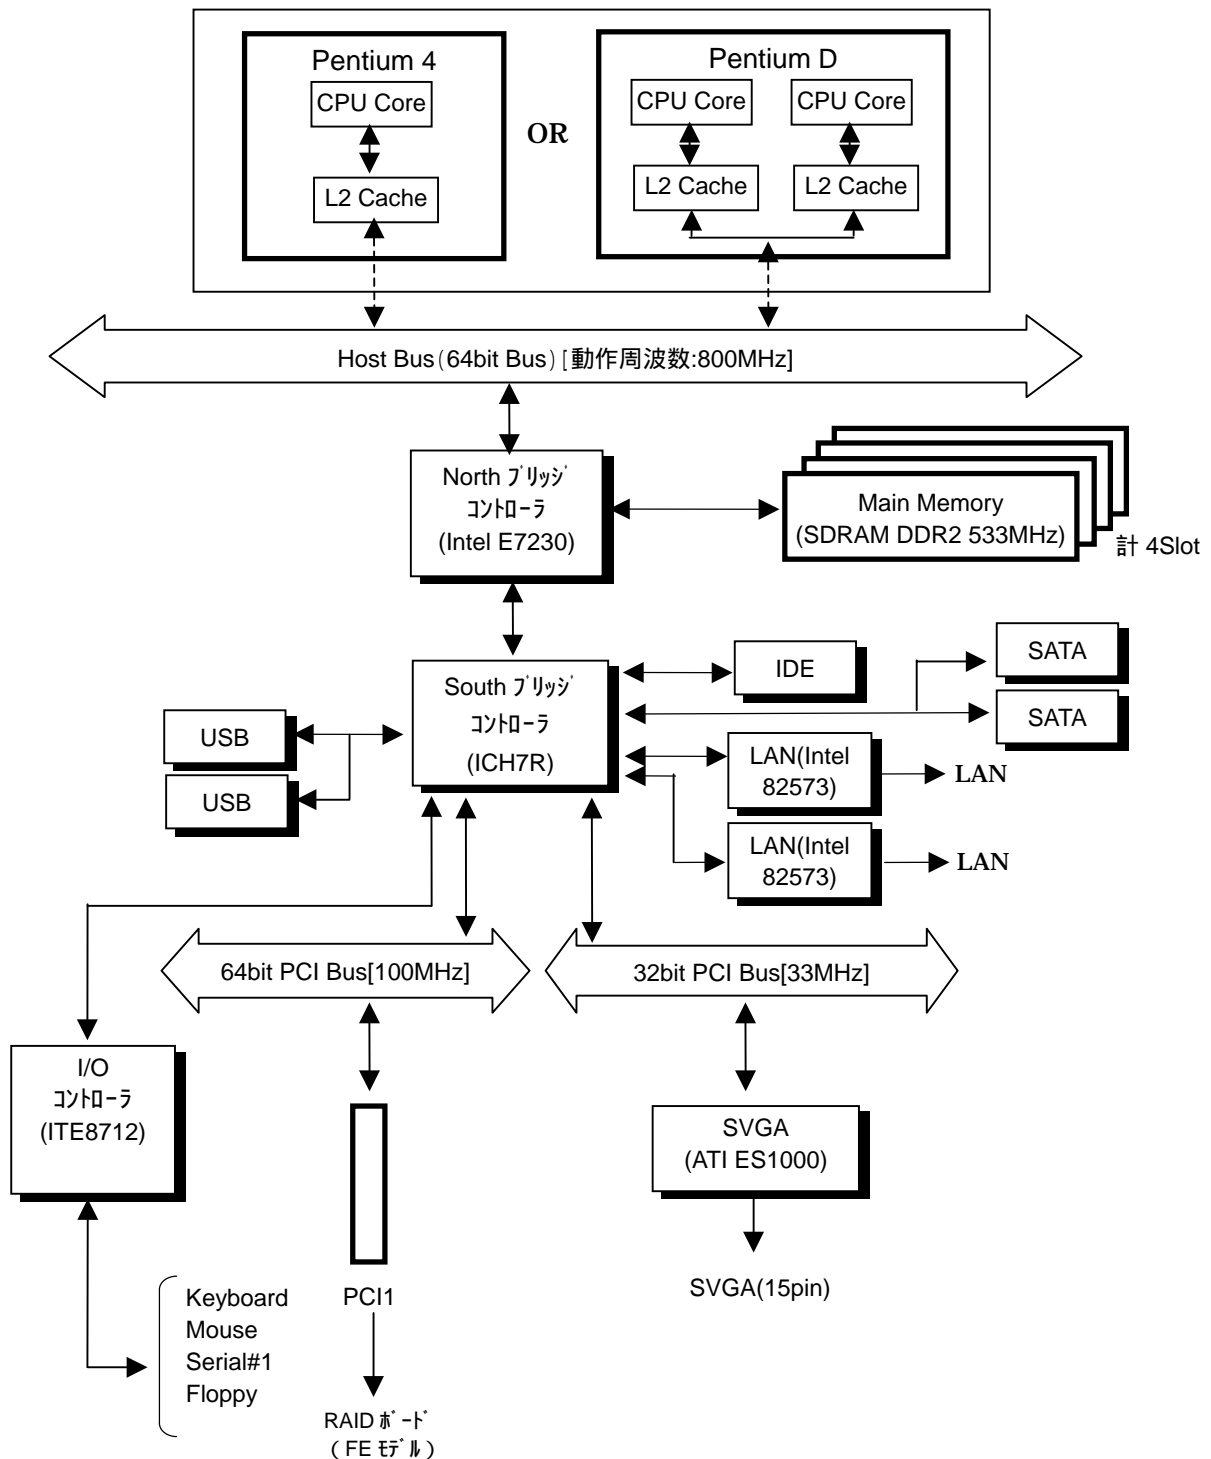 Pentium 4
CPU Core
L2 Cache
OR
Pentium D
CPU Core
CPU Core
L2 Cache
L2 Cache
Host Bus(64bit Bus) [動作周波数:800MHz]
North ﾌﾞﾘｯｼﾞ
ｺﾝﾄﾛｰﾗ
(Intel E7230)
Main Memory
(SDRAM DDR2 533MHz)
計 4Slot
South ﾌﾞﾘｯｼﾞ
ｺﾝﾄﾛｰﾗ
(ICH7R)
IDE
SATA
SATA
USB
USB
LAN(Intel
82573)
LAN
LAN(Intel
82573)
LAN
64bit PCI Bus[100MHz]
32bit PCI Bus[33MHz]
I/O
ｺﾝﾄﾛｰﾗ
(ITE8712)
SVGA
(ATI ES1000)
Keyboard
Mouse
Serial#1
Floppy
PCI1
SVGA(15pin)
RAID ﾎﾞｰﾄﾞ
( FE ﾓﾃﾞﾙ )